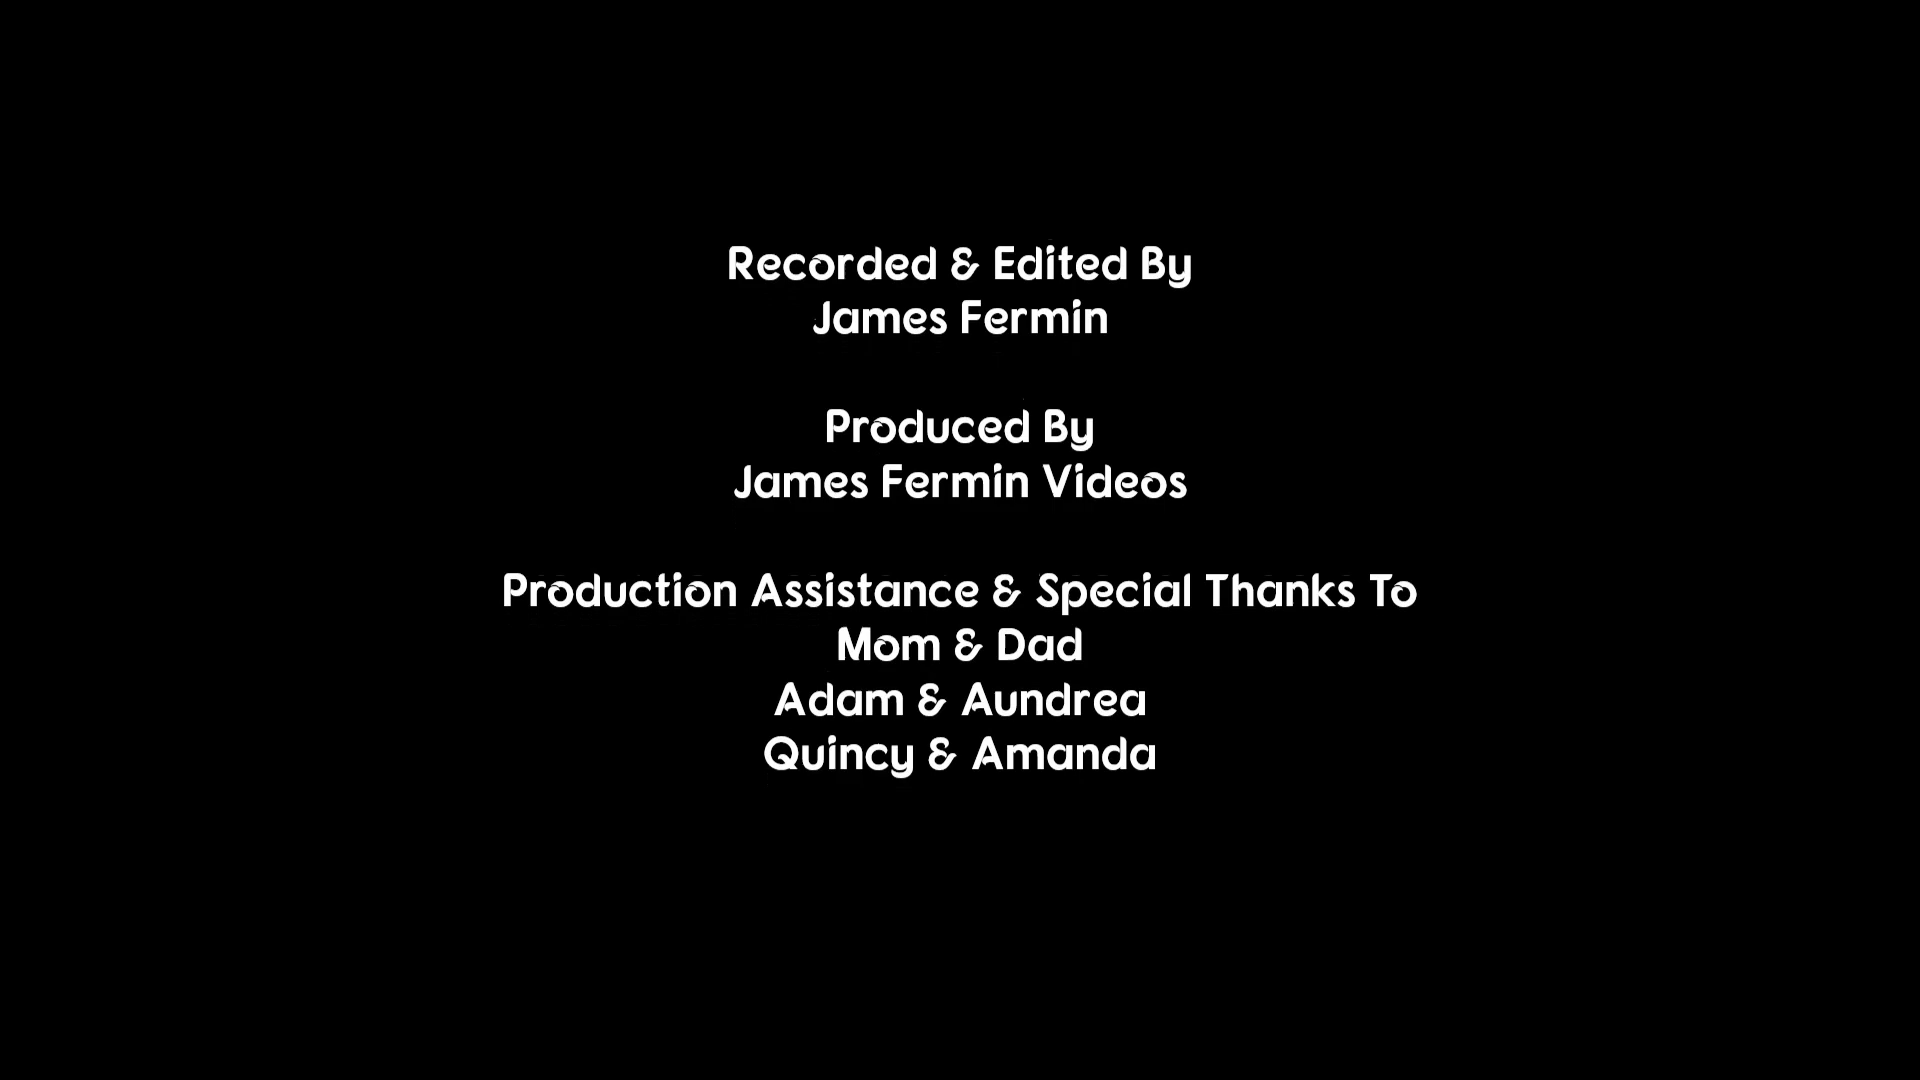 Recorded & Edited By
James Fermin
Produced By
James Fermin Videos
Production Assistance & Special Thanks To
Mom & Dad
Adam & Aundrea
Quincy & Amanda